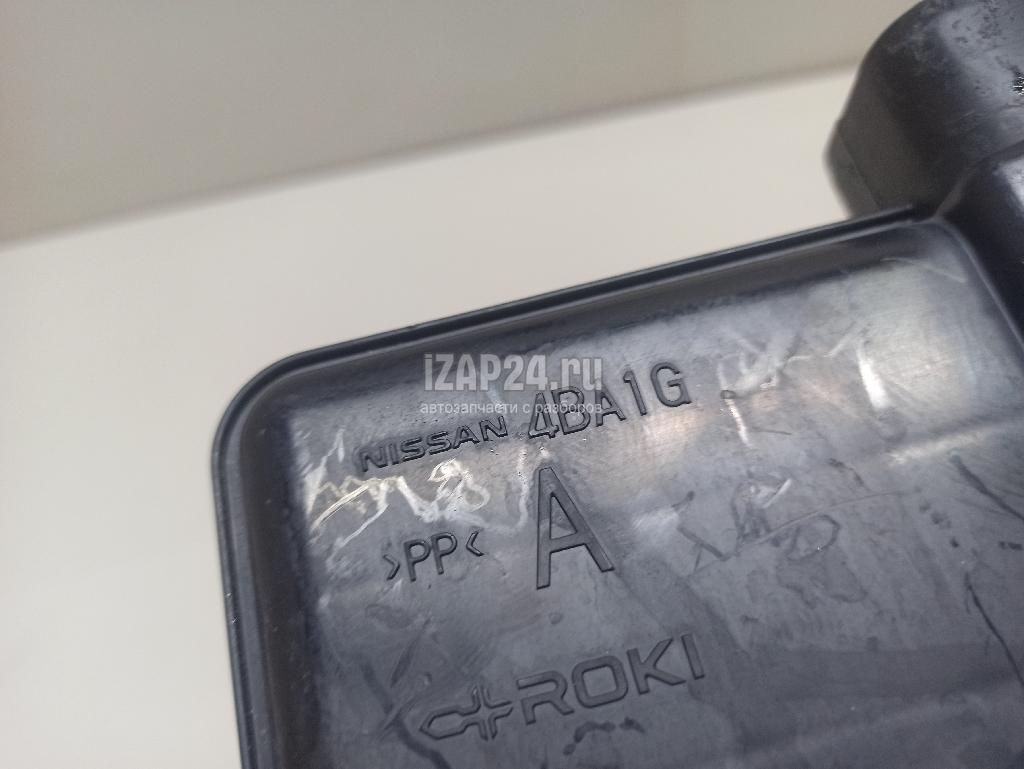 iZAP24.ru
автозапчасти с разборов
NISSAN 4BA1G
>PP<
A
ROKI